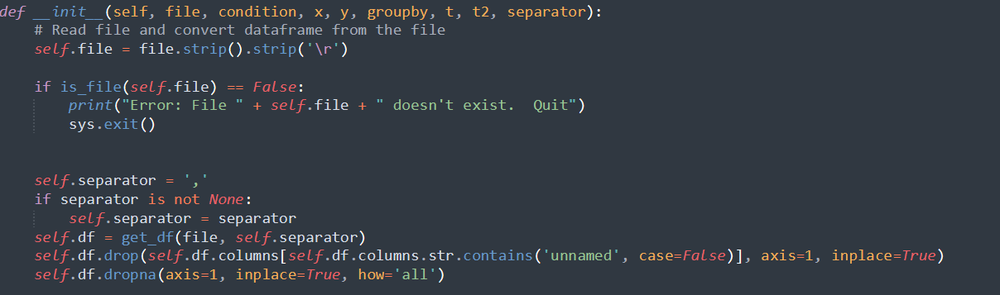 def __init__(self, file, condition, x, y, groupby, t, t2, separator):
    # Read file and convert dataframe from the file
    self.file = file.strip().strip('\r')

    if is_file(self.file) == False:
        print("Error: File " + self.file + " doesn't exist.  Quit")
        sys.exit()


    self.separator = ','
    if separator is not None:
        self.separator = separator
    self.df = get_df(file, self.separator)
    self.df.drop(self.df.columns[self.df.columns.str.contains('unnamed', case=False)], axis=1, inplace=True)
    self.df.dropna(axis=1, inplace=True, how='all')